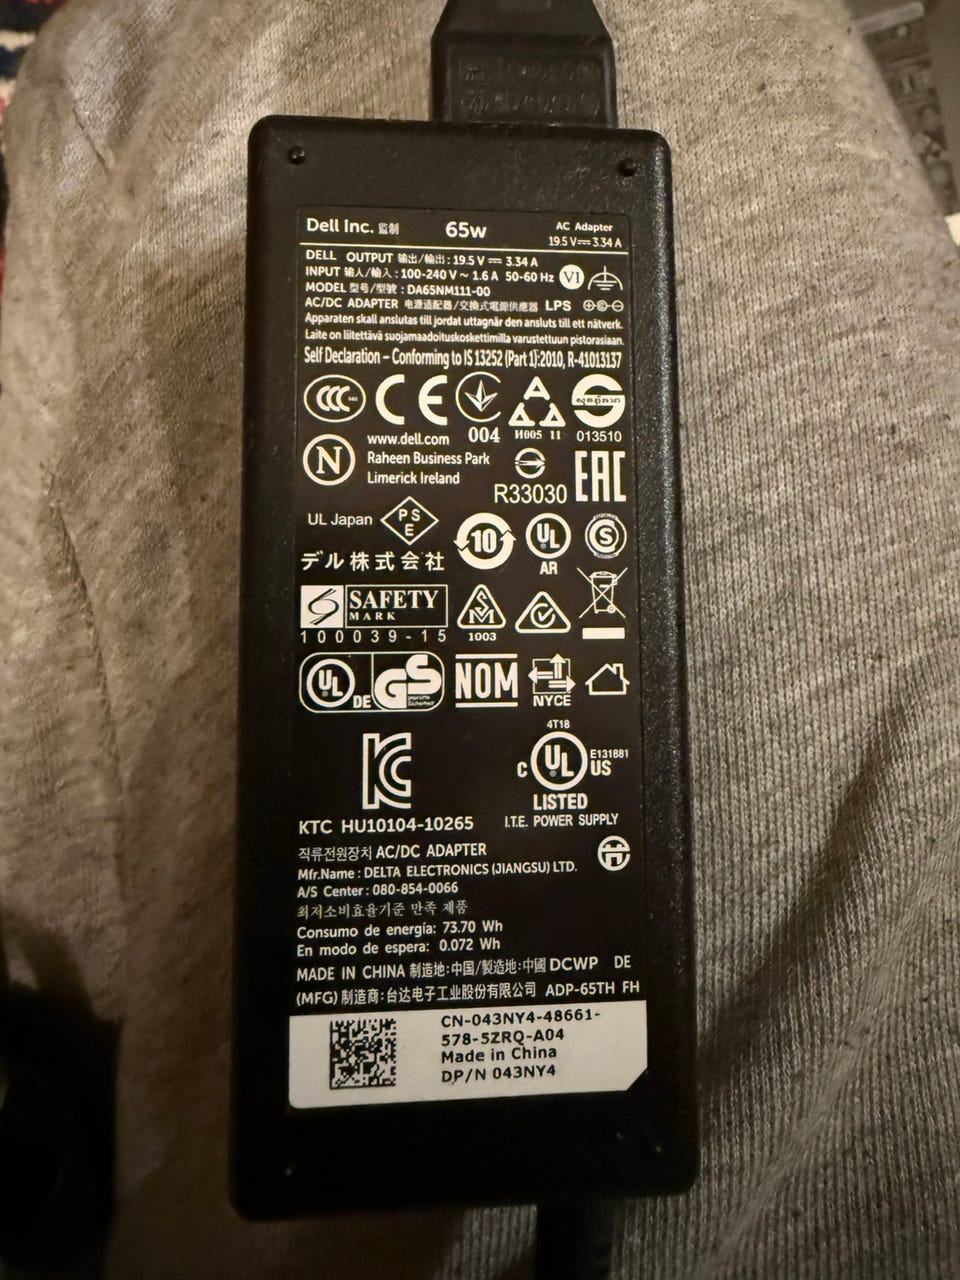 Dell Inc. 监制 65w AC Adapter
19.5 V⎓ 3.34 A
DELL OUTPUT 输出/輸出 : 19.5 V ⎓ 3.34 A
INPUT 输入/輸入 : 100-240 V ~ 1.6 A 50-60 Hz VI
MODEL 型号/型號 : DA65NM111-00
AC/DC ADAPTER 电源适配器/交換式電源供應器 LPS
Apparaten skall anslutas till jordat uttag när den ansluts till ett nätverk.
Laite on liitettävä suojamaadoituskoskettimilla varustettuun pistorasiaan.
Self Declaration – Conforming to IS 13252 (Part 1):2010, R-41013137
CCC S&E CE
004 H005 11 013510
N www.dell.com
Raheen Business Park
Limerick Ireland
R33030 EAC
UL Japan PSE 10 UL AR S
デル株式会社
SAFETY
MARK
100039-15 SM 1003
UL DE GS geprüfte Sicherheit NOM NYCE
4T18
C UL US E131881
LISTED
I.T.E. POWER SUPPLY
KTC HU10104-10265
직류전원장치 AC/DC ADAPTER
Mfr.Name : DELTA ELECTRONICS (JIANGSU) LTD.
A/S Center : 080-854-0066
최저소비효율기준 만족 제품
Consumo de energía: 73.70 Wh
En modo de espera: 0.072 Wh
MADE IN CHINA 制造地:中国/製造地:中國 DCWP DE
(MFG) 制造商:台达电子工业股份有限公司 ADP-65TH FH
CN-043NY4-48661-
578-5ZRQ-A04
Made in China
DP/N 043NY4